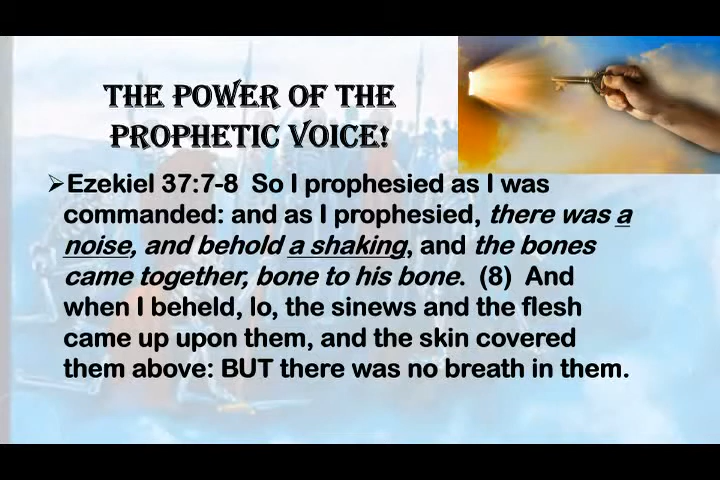 THE POWER OF THE
PROPHETIC VOICE!
➢Ezekiel 37:7-8 So I prophesied as I was
commanded: and as I prophesied, there was a
noise, and behold a shaking, and the bones
came together, bone to his bone. (8) And
when I beheld, lo, the sinews and the flesh
came up upon them, and the skin covered
them above: BUT there was no breath in them.